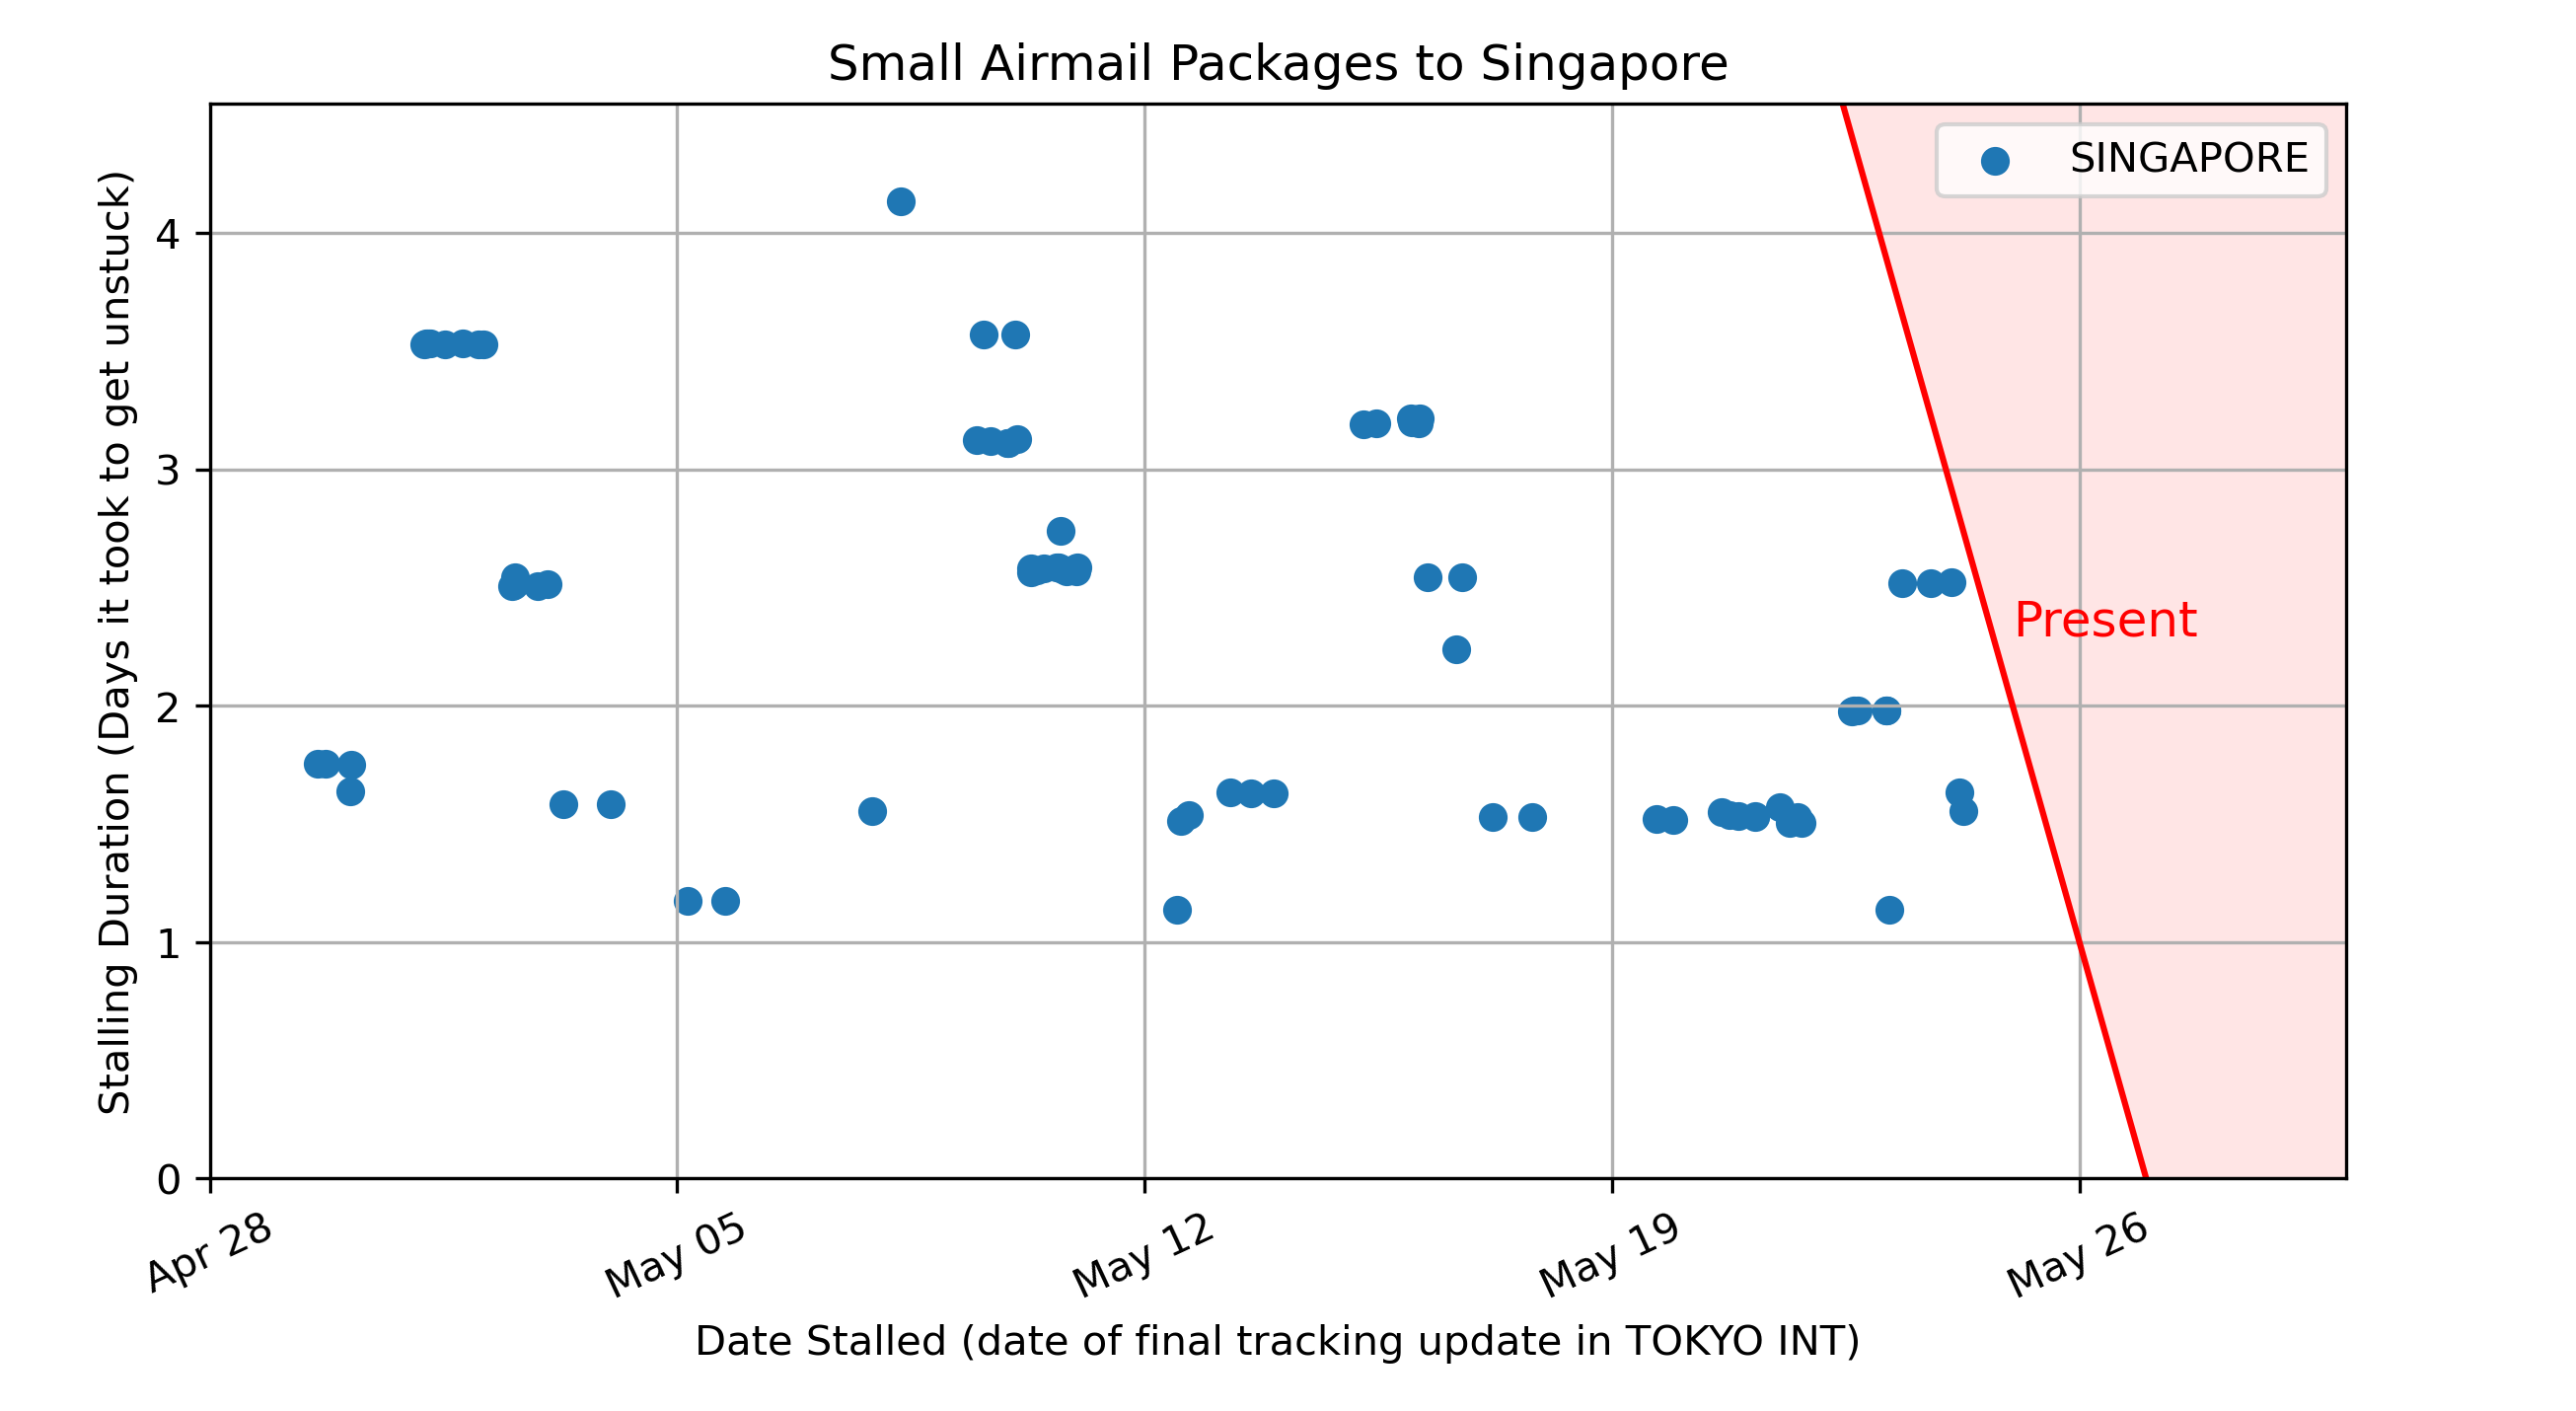 Small Airmail Packages to Singapore
SINGAPORE
Stalling Duration (Days it took to get unstuck)
4
3
2
1
0
Present
Apr 28
May 05
May 12
May 19
May 26
Date Stalled (date of final tracking update in TOKYO INT)